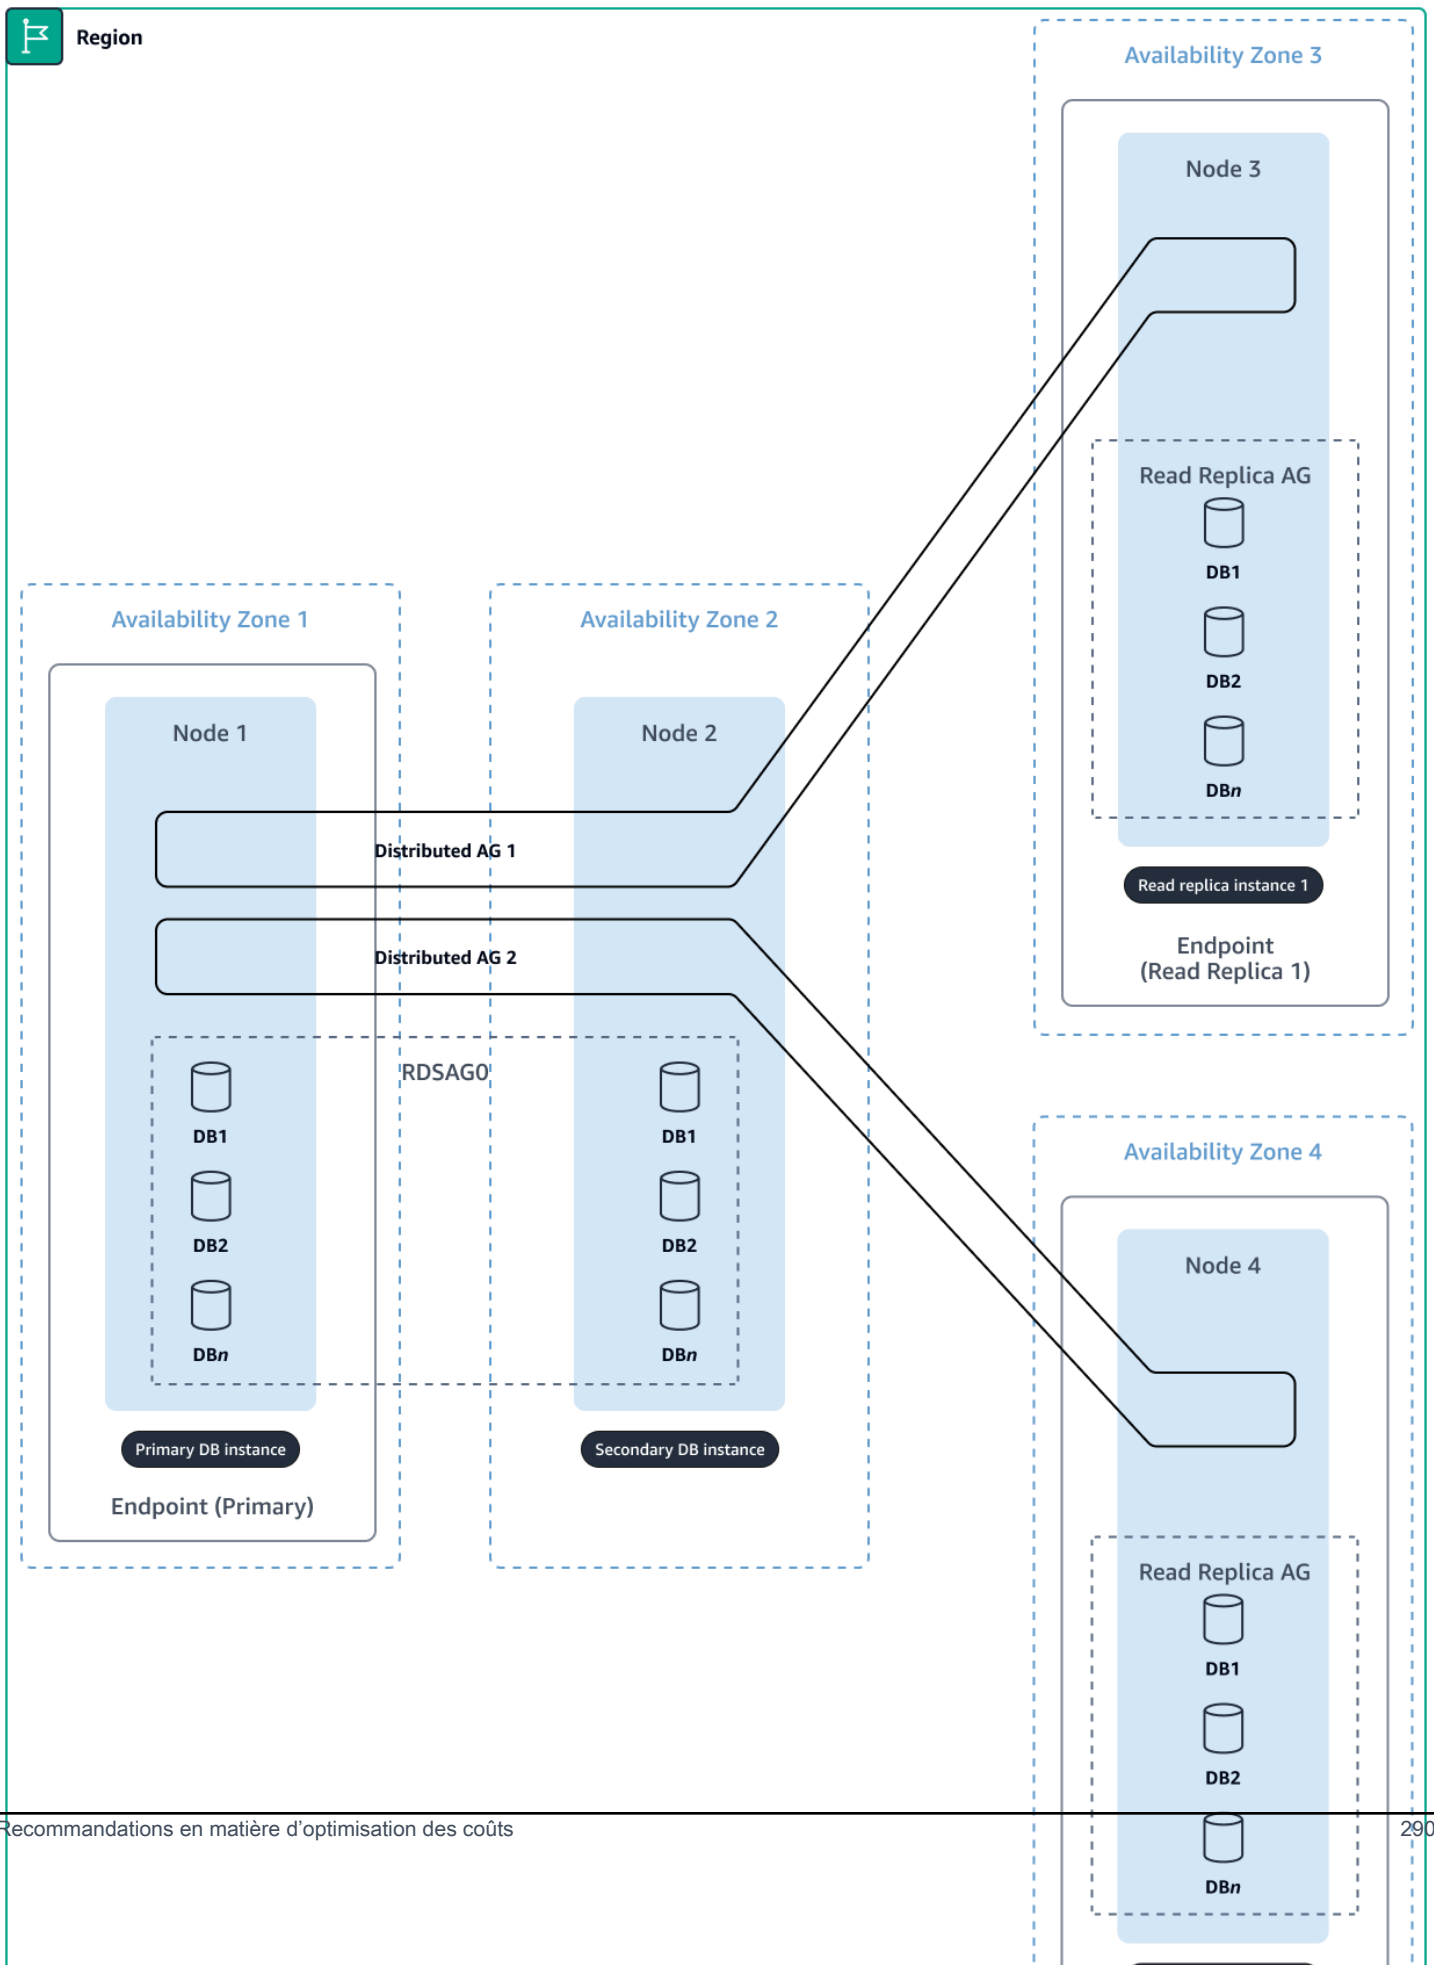 Region
Availability Zone 3
Node 3
Read Replica AG
DB1
DB2
DBn
Read replica instance 1
Endpoint
(Read Replica 1)
Availability Zone 1
Node 1
Availability Zone 2
Node 2
Distributed AG 1
Distributed AG 2
RDSAG0
DB1
DB2
DBn
DB1
DB2
DBn
Primary DB instance
Endpoint (Primary)
Secondary DB instance
Availability Zone 4
Node 4
Read Replica AG
DB1
DB2
DBn
Recommandations en matière d’optimisation des coûts
290